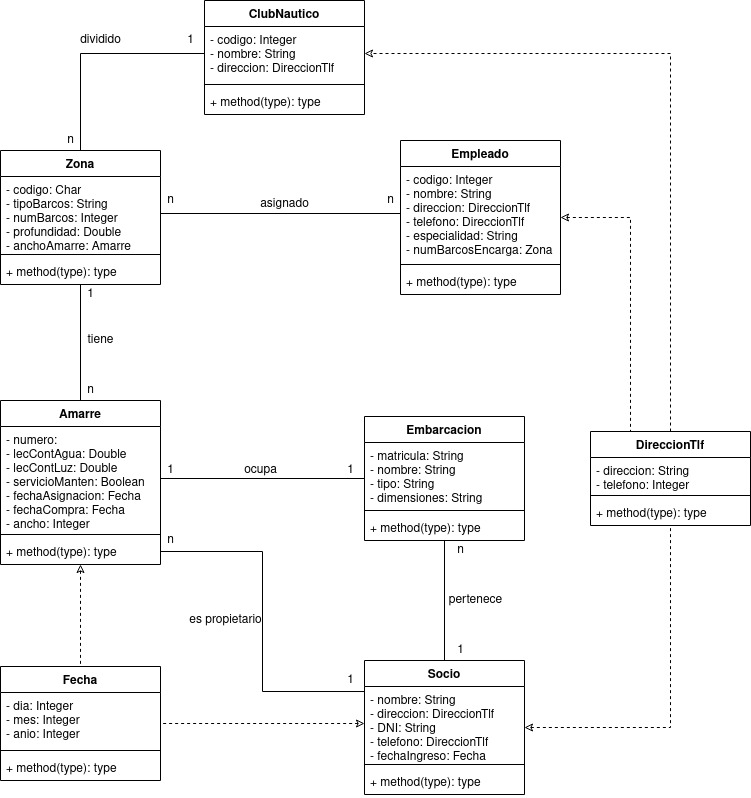 ClubNautico
- codigo: Integer
- nombre: String
- direccion: DireccionTlf
+ method(type): type
dividido
1
n
Zona
- codigo: Char
- tipoBarcos: String
- numBarcos: Integer
- profundidad: Double
- anchoAmarre: Amarre
+ method(type): type
n
asignado
n
Empleado
- codigo: Integer
- nombre: String
- direccion: DireccionTlf
- telefono: DireccionTlf
- especialidad: String
- numBarcosEncarga: Zona
+ method(type): type
1
tiene
n
Amarre
- numero:
- lecContAgua: Double
- lecContLuz: Double
- servicioManten: Boolean
- fechaAsignacion: Fecha
- fechaCompra: Fecha
- ancho: Integer
+ method(type): type
1
ocupa
1
Embarcacion
- matricula: String
- nombre: String
- tipo: String
- dimensiones: String
+ method(type): type
DireccionTlf
- direccion: String
- telefono: Integer
+ method(type): type
n
es propietario
1
n
pertenece
1
Fecha
- dia: Integer
- mes: Integer
- anio: Integer
+ method(type): type
Socio
- nombre: String
- direccion: DireccionTlf
- DNI: String
- telefono: DireccionTlf
- fechaIngreso: Fecha
+ method(type): type